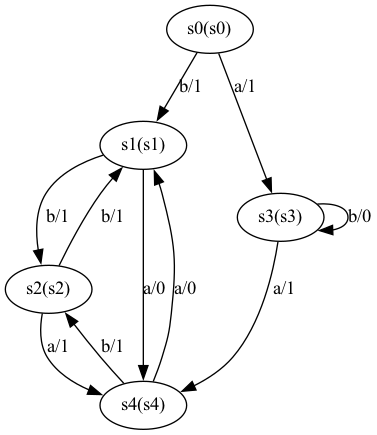 s0(s0)
b/1
a/1
s1(s1)
s3(s3)
b/0
b/1
b/1
a/0
a/0
a/1
s2(s2)
a/1
b/1
s4(s4)